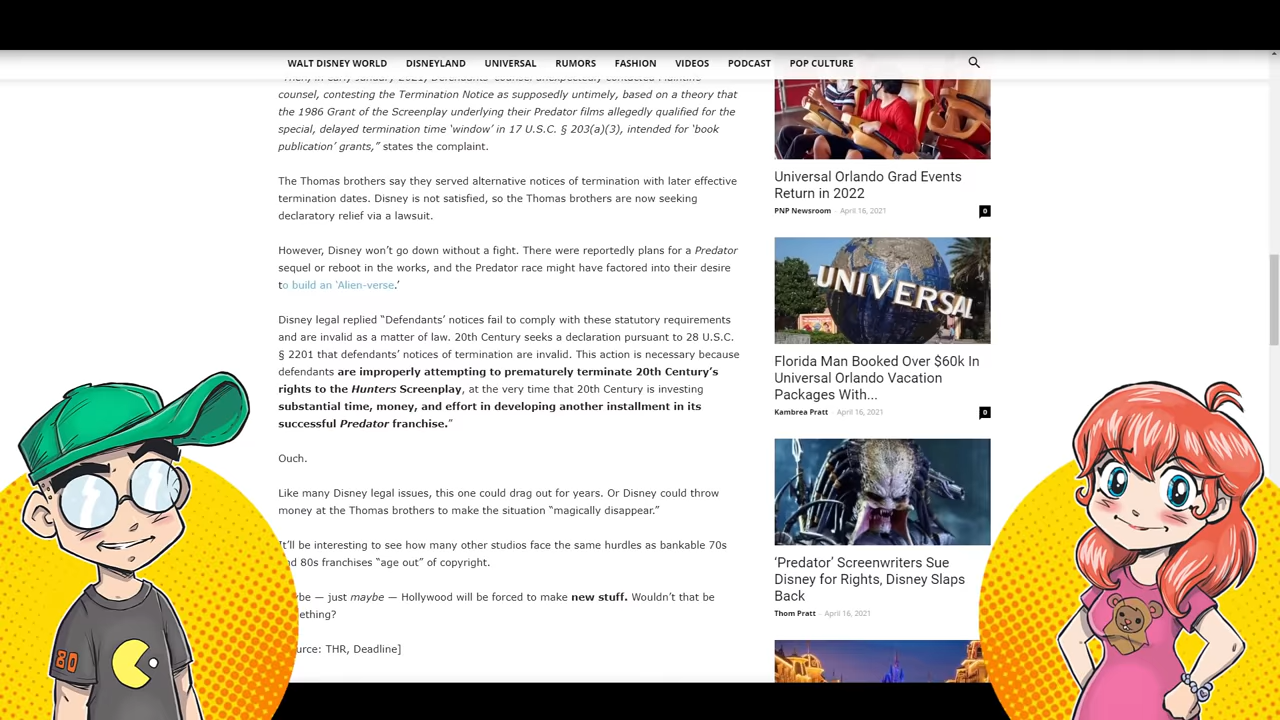 WALT DISNEY WORLD DISNEYLAND UNIVERSAL RUMORS FASHION VIDEOS PODCAST POP CULTURE
counsel, contesting the Termination Notice as supposedly untimely, based on a theory that
the 1986 Grant of the Screenplay underlying their Predator films allegedly qualified for the
special, delayed termination time ‘window’ in 17 U.S.C. § 203(a)(3), intended for ‘book
publication’ grants,” states the complaint.
The Thomas brothers say they served alternative notices of termination with later effective
termination dates. Disney is not satisfied, so the Thomas brothers are now seeking
declaratory relief via a lawsuit.
However, Disney won’t go down without a fight. There were reportedly plans for a Predator
sequel or reboot in the works, and the Predator race might have factored into their desire
to build an ‘Alien-verse.’
Disney legal replied “Defendants’ notices fail to comply with these statutory requirements
and are invalid as a matter of law. 20th Century seeks a declaration pursuant to 28 U.S.C.
§ 2201 that defendants’ notices of termination are invalid. This action is necessary because
defendants are improperly attempting to prematurely terminate 20th Century’s
rights to the Hunters Screenplay, at the very time that 20th Century is investing
substantial time, money, and effort in developing another installment in its
successful Predator franchise.”
Ouch.
Like many Disney legal issues, this one could drag out for years. Or Disney could throw
money at the Thomas brothers to make the situation “magically disappear.”
It’ll be interesting to see how many other studios face the same hurdles as bankable 70s
nd 80s franchises “age out” of copyright.
ybe — just maybe — Hollywood will be forced to make new stuff. Wouldn’t that be
ething?
urce: THR, Deadline]
Universal Orlando Grad Events
Return in 2022
PNP Newsroom - April 16, 2021 0
UNIVERSAL
Florida Man Booked Over $60k In
Universal Orlando Vacation
Packages With...
Kambrea Pratt - April 16, 2021 0
‘Predator’ Screenwriters Sue
Disney for Rights, Disney Slaps
Back
Thom Pratt - April 16, 2021
80